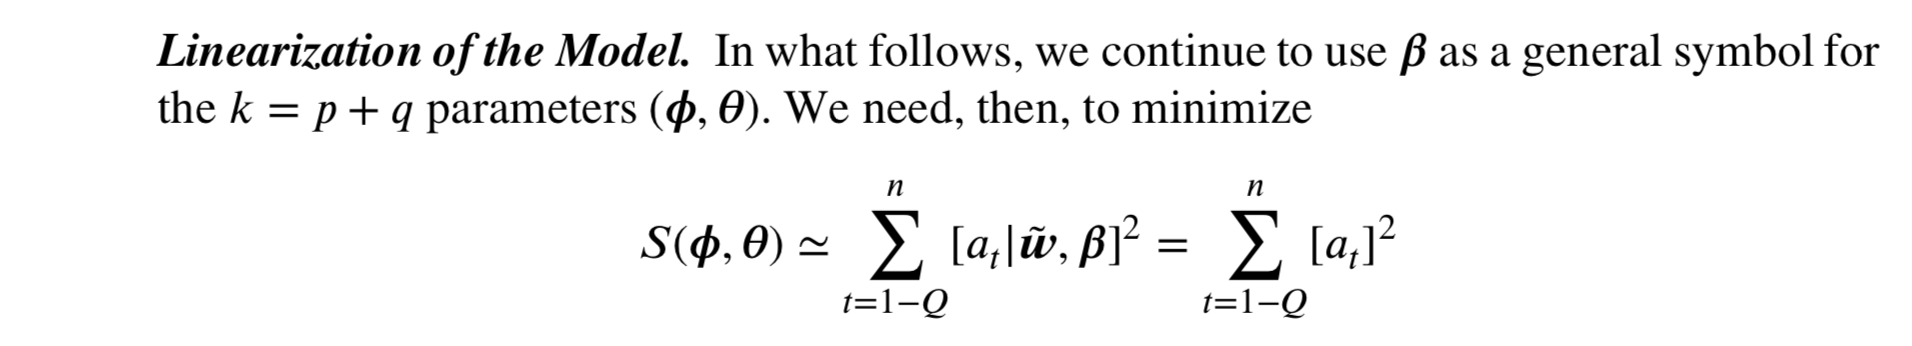 Linearization of the Model. In what follows, we continue to use β as a general symbol for
the k = p + q parameters (ϕ, θ). We need, then, to minimize
S(ϕ, θ) ≃ ∑_{t=1−Q}^{n} [a_t|w̃, β]² = ∑_{t=1−Q}^{n} [a_t]²